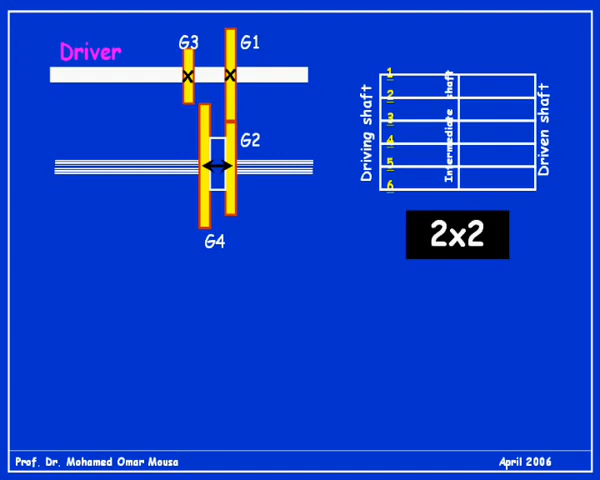 Driver
G3
G1
G2
G4
Driving shaft
1
2
3
4
5
6
Intermediate shaft
Driven shaft
2x2
Prof. Dr. Mohamed Omar Mousa
April 2006